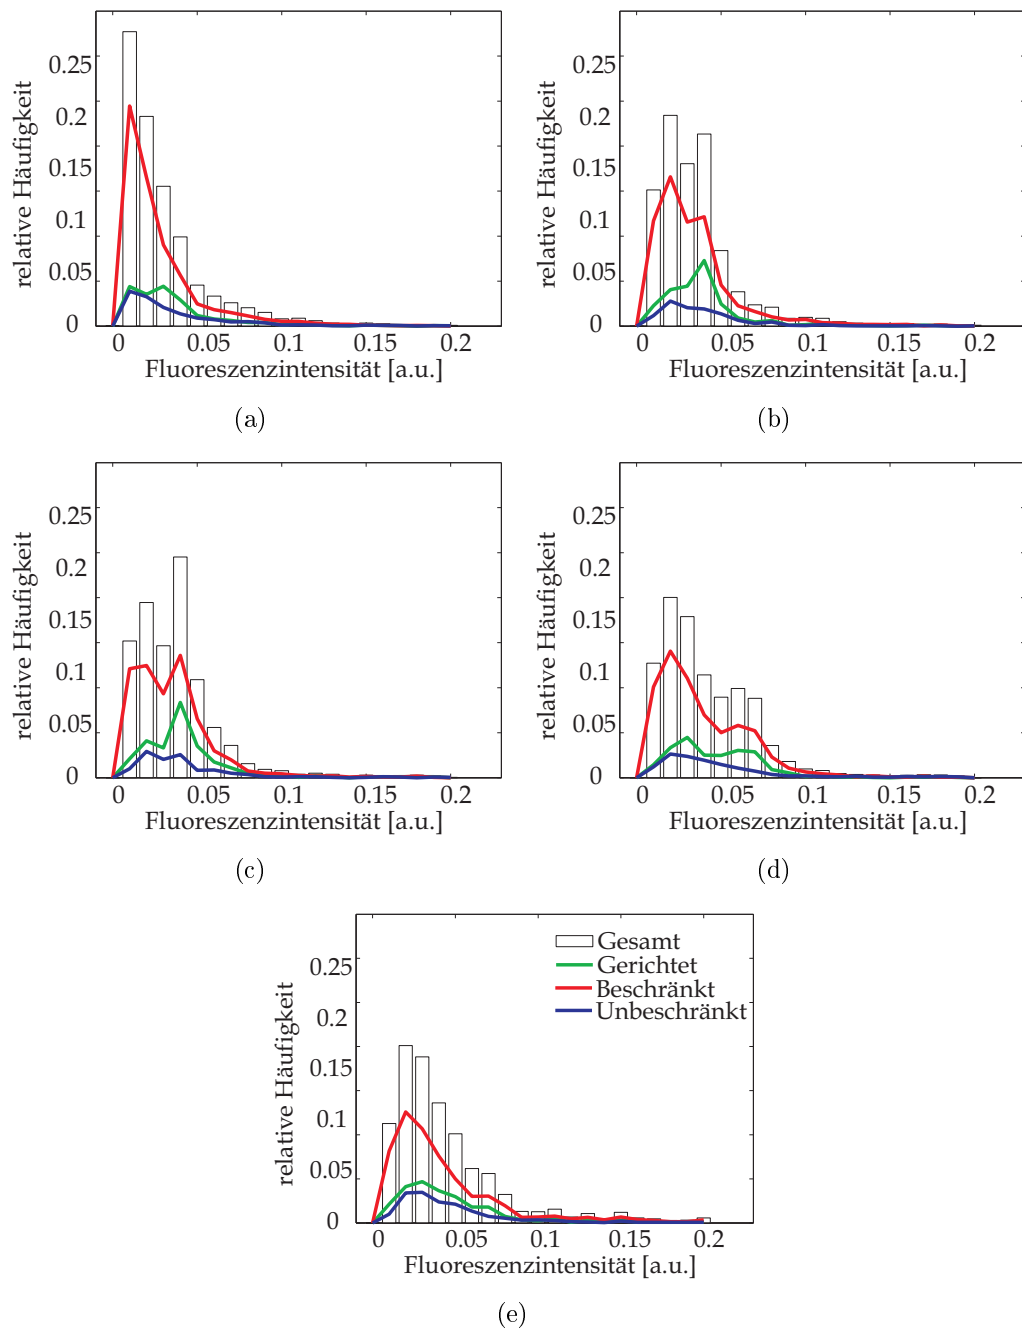 relative Häufigkeit
0.25
0.2
0.15
0.1
0.05
0
0 0.05 0.1 0.15 0.2
Fluoreszenzintensität [a.u.]
(a)
relative Häufigkeit
0.25
0.2
0.15
0.1
0.05
0
0 0.05 0.1 0.15 0.2
Fluoreszenzintensität [a.u.]
(b)
relative Häufigkeit
0.25
0.2
0.15
0.1
0.05
0
0 0.05 0.1 0.15 0.2
Fluoreszenzintensität [a.u.]
(c)
relative Häufigkeit
0.25
0.2
0.15
0.1
0.05
0
0 0.05 0.1 0.15 0.2
Fluoreszenzintensität [a.u.]
(d)
relative Häufigkeit
0.25
0.2
0.15
0.1
0.05
0
Gesamt
Gerichtet
Beschränkt
Unbeschränkt
0 0.05 0.1 0.15 0.2
Fluoreszenzintensität [a.u.]
(e)